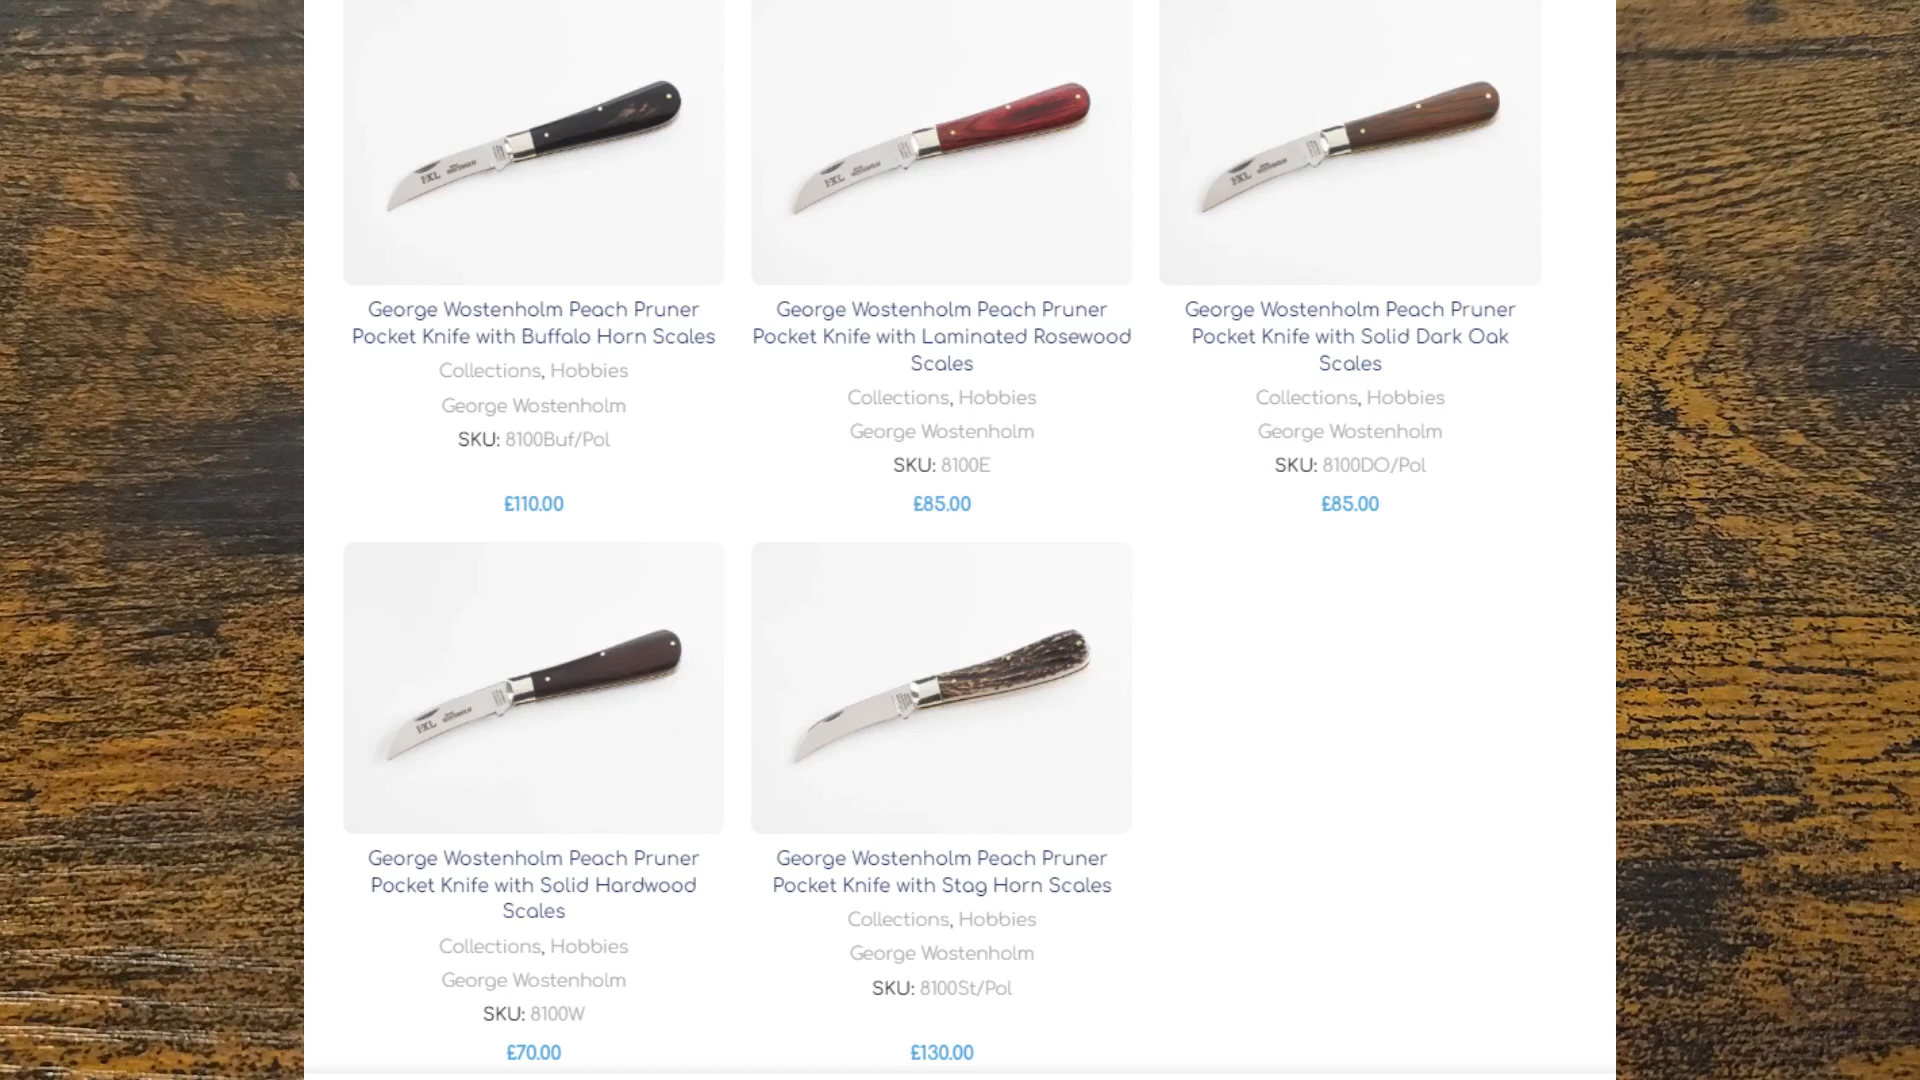 I*XL
I*XL
I*XL
George Wostenholm Peach Pruner
Pocket Knife with Buffalo Horn Scales
Collections, Hobbies
George Wostenholm
SKU: 8100Buf/Pol
£110.00
George Wostenholm Peach Pruner
Pocket Knife with Laminated Rosewood
Scales
Collections, Hobbies
George Wostenholm
SKU: 8100E
£85.00
George Wostenholm Peach Pruner
Pocket Knife with Solid Dark Oak
Scales
Collections, Hobbies
George Wostenholm
SKU: 8100DO/Pol
£85.00
I*XL
George Wostenholm Peach Pruner
Pocket Knife with Solid Hardwood
Scales
Collections, Hobbies
George Wostenholm
SKU: 8100W
£70.00
George Wostenholm Peach Pruner
Pocket Knife with Stag Horn Scales
Collections, Hobbies
George Wostenholm
SKU: 8100St/Pol
£130.00